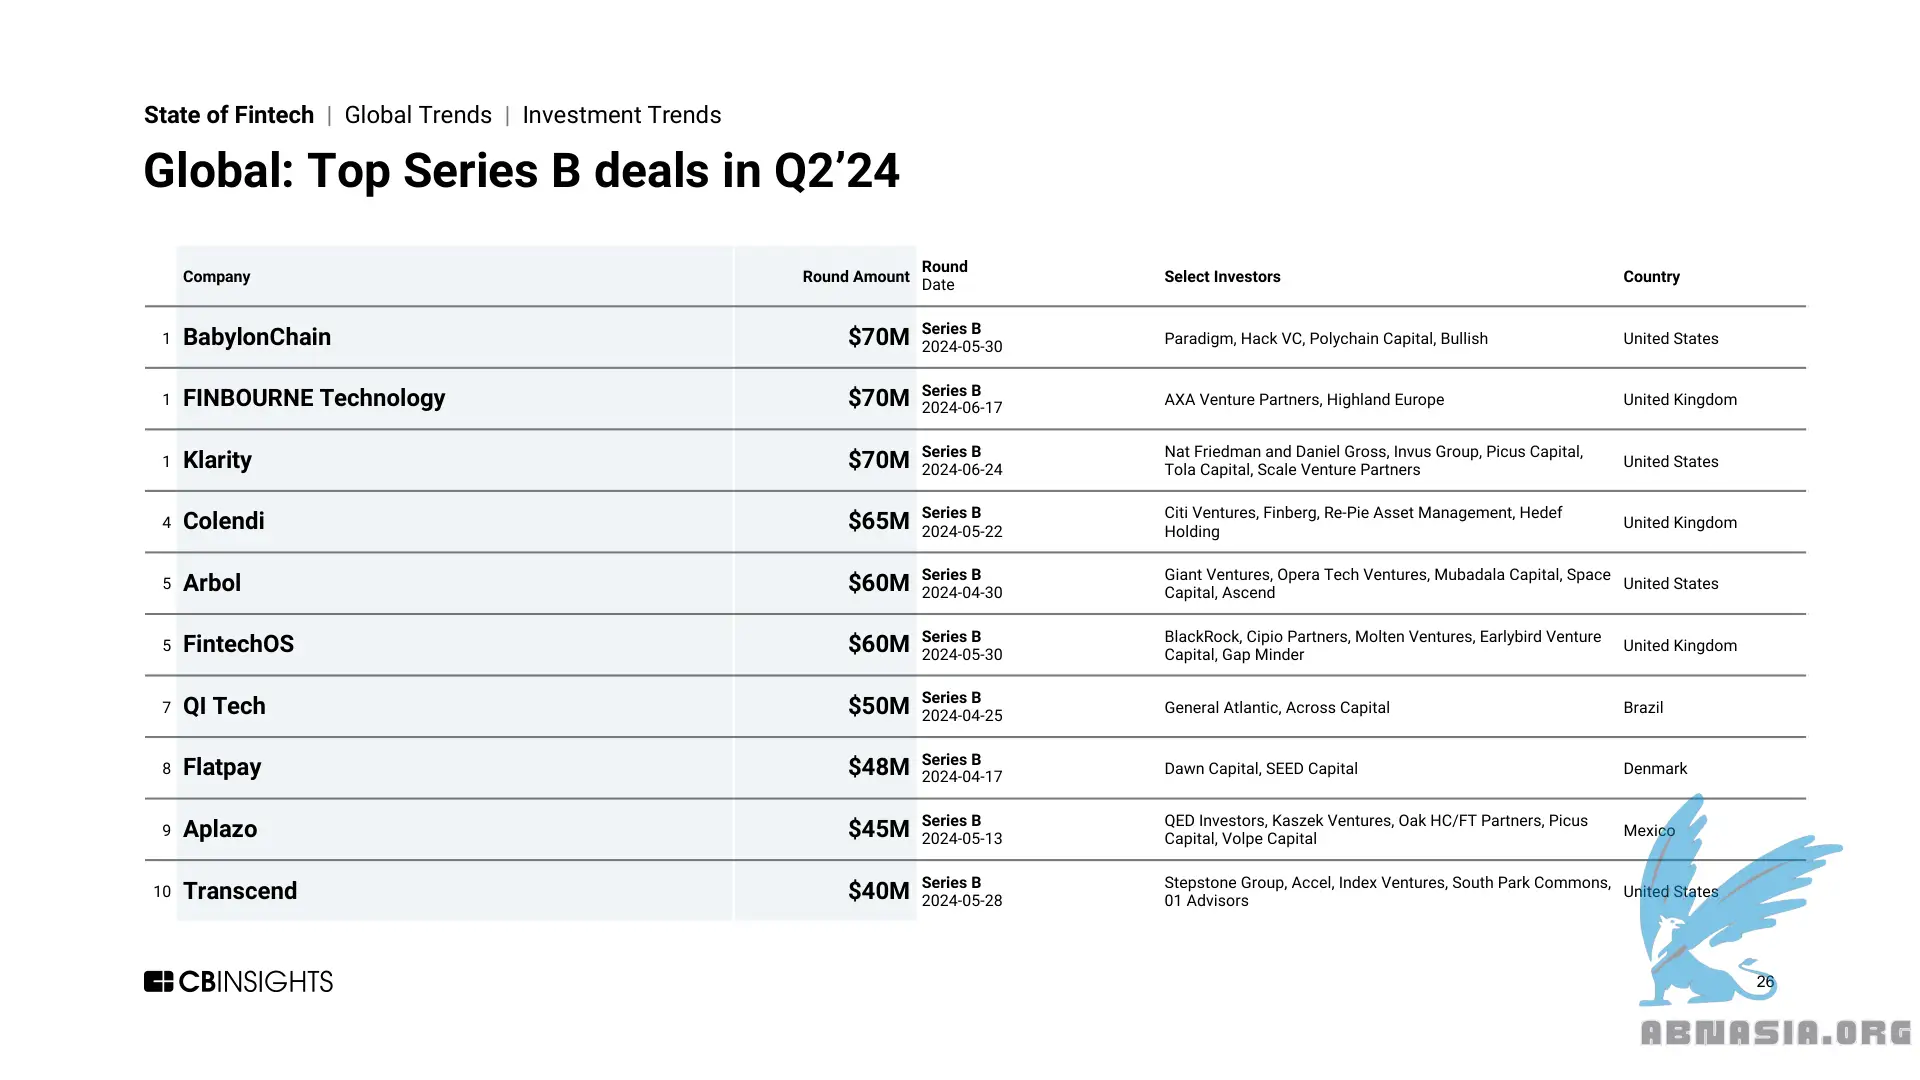 State of Fintech | Global Trends | Investment Trends
Global: Top Series B deals in Q2’24
Company Round Amount Round Date Select Investors Country
1 BabylonChain $70M Series B 2024-05-30 Paradigm, Hack VC, Polychain Capital, Bullish United States
1 FINBOURNE Technology $70M Series B 2024-06-17 AXA Venture Partners, Highland Europe United Kingdom
1 Klarity $70M Series B 2024-06-24 Nat Friedman and Daniel Gross, Invus Group, Picus Capital, Tola Capital, Scale Venture Partners United States
4 Colendi $65M Series B 2024-05-22 Citi Ventures, Finberg, Re-Pie Asset Management, Hedef Holding United Kingdom
5 Arbol $60M Series B 2024-04-30 Giant Ventures, Opera Tech Ventures, Mubadala Capital, Space Capital, Ascend United States
5 FintechOS $60M Series B 2024-05-30 BlackRock, Cipio Partners, Molten Ventures, Earlybird Venture Capital, Gap Minder United Kingdom
7 QI Tech $50M Series B 2024-04-25 General Atlantic, Across Capital Brazil
8 Flatpay $48M Series B 2024-04-17 Dawn Capital, SEED Capital Denmark
9 Aplazo $45M Series B 2024-05-13 QED Investors, Kaszek Ventures, Oak HC/FT Partners, Picus Capital, Volpe Capital Mexico
10 Transcend $40M Series B 2024-05-28 Stepstone Group, Accel, Index Ventures, South Park Commons, 01 Advisors United States
CBINSIGHTS
26
ABNASIA.ORG